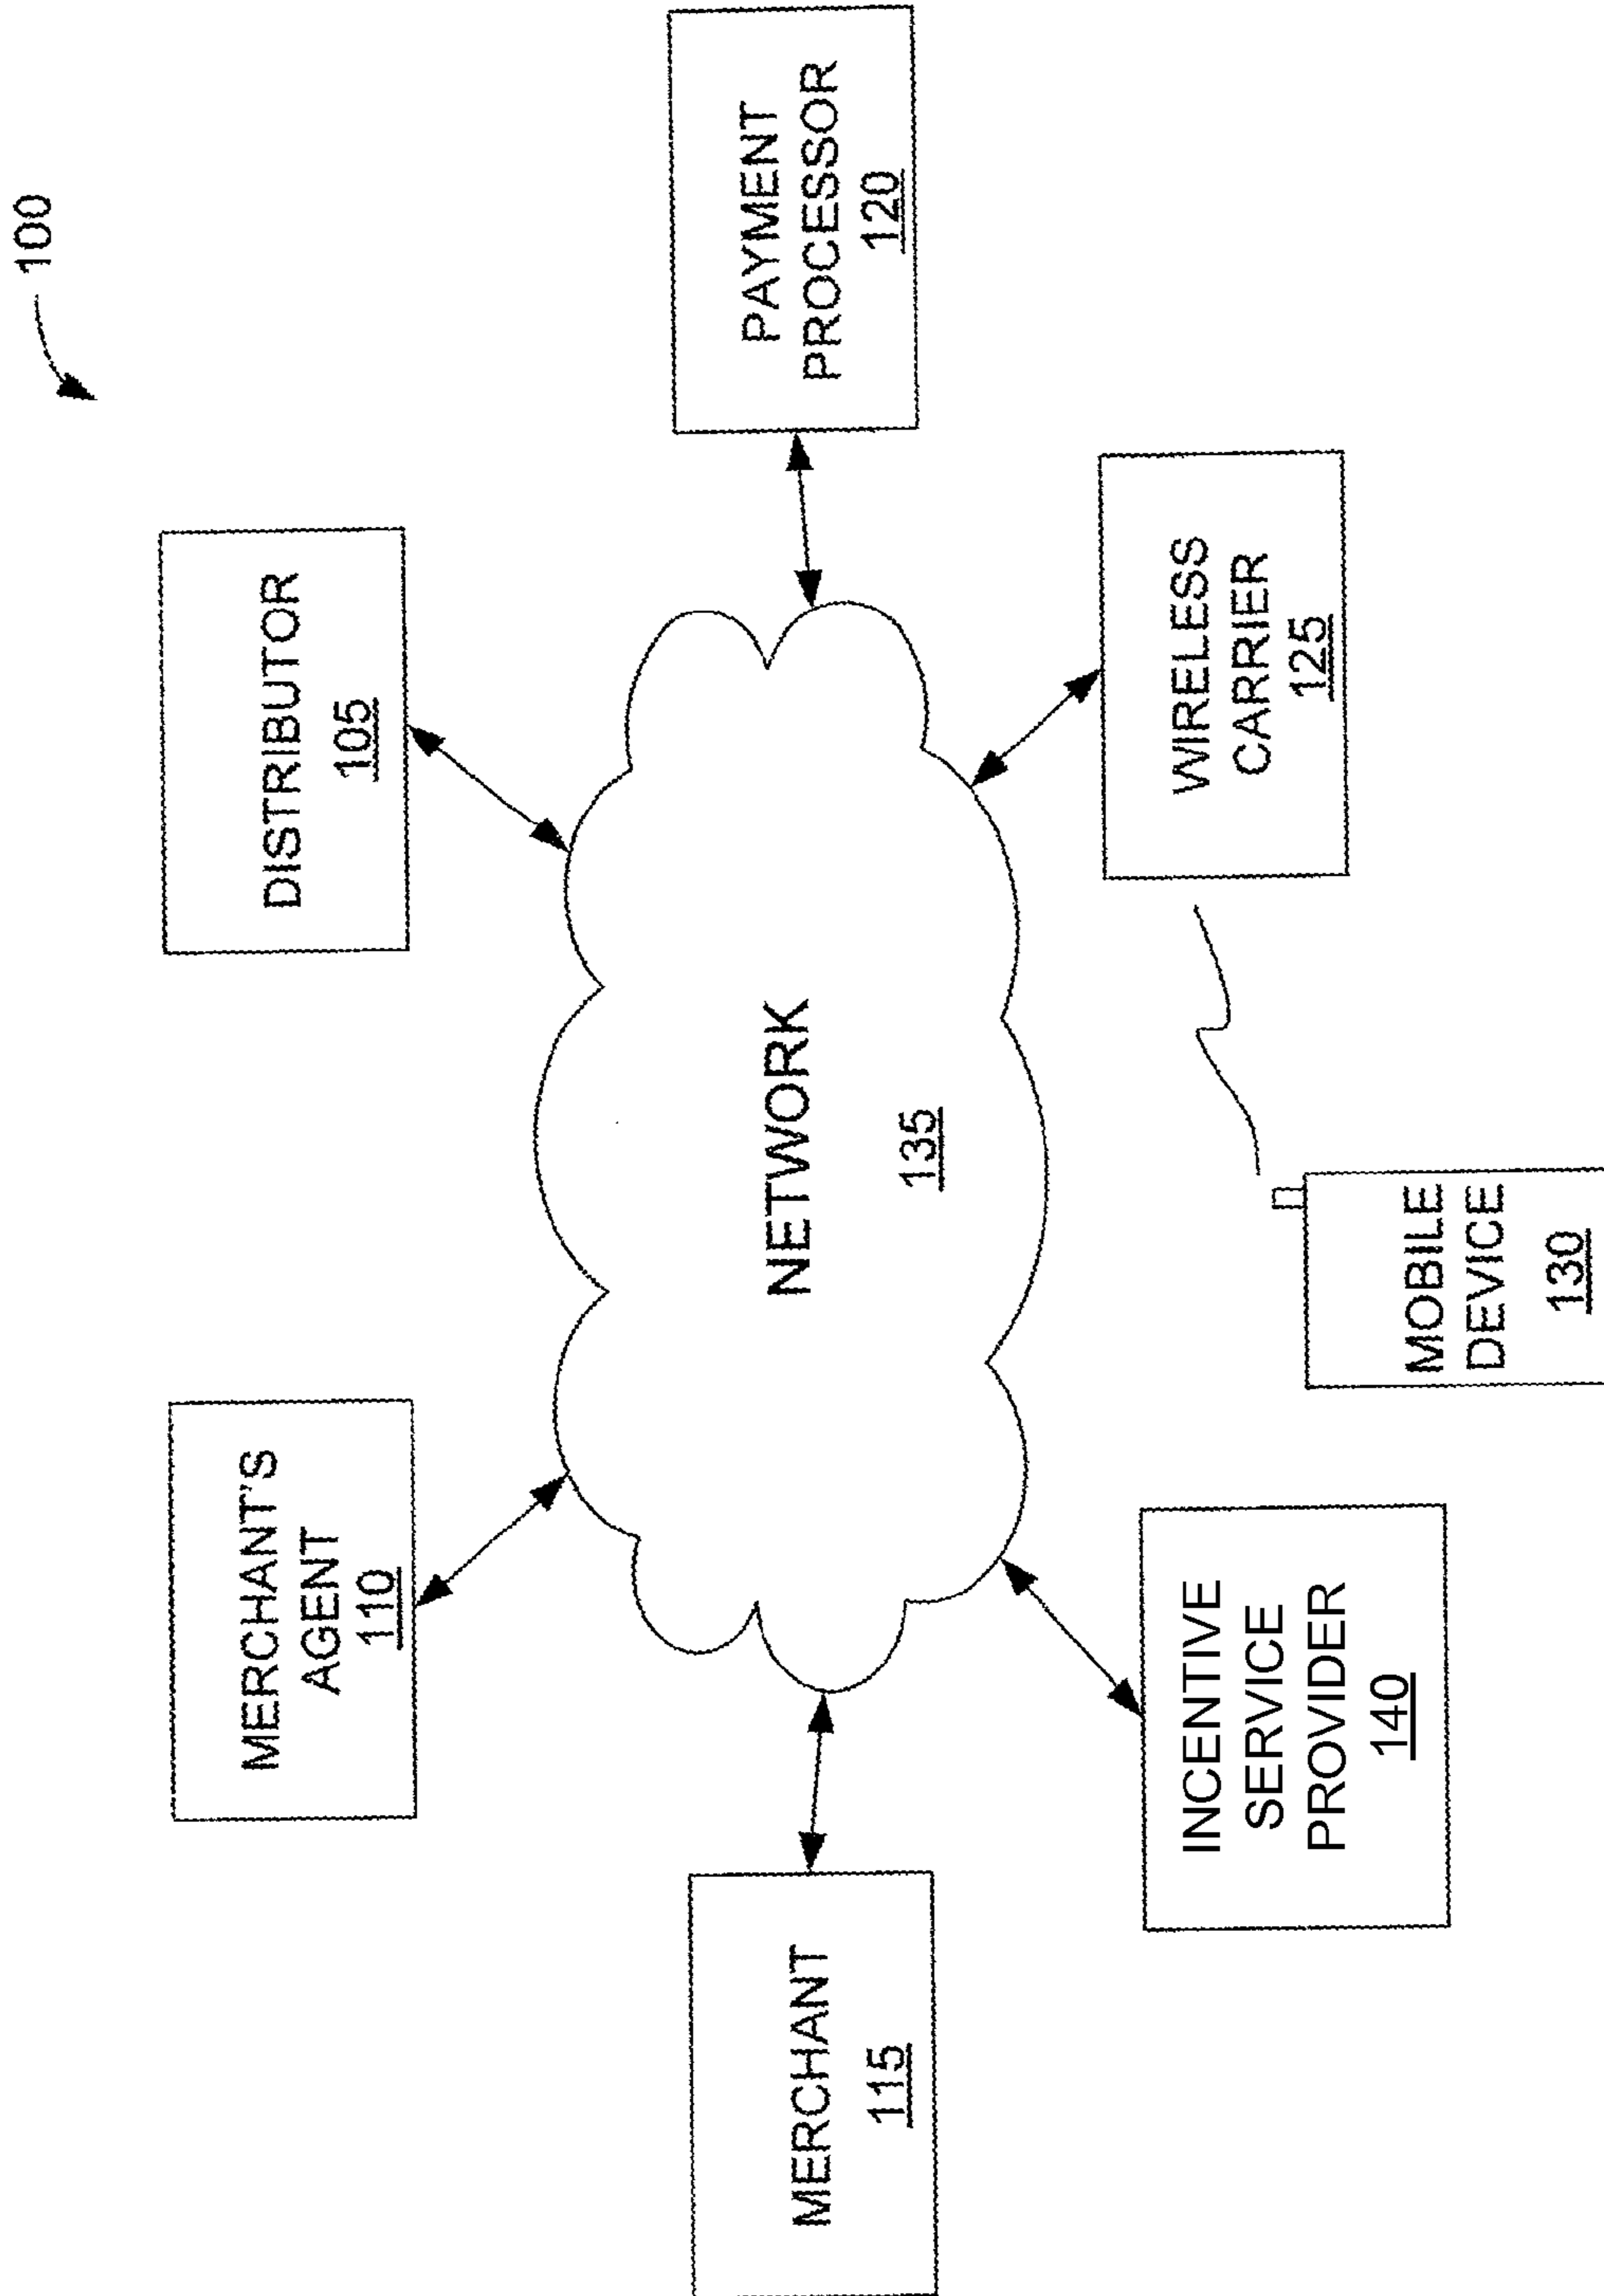 100
MERCHANT'S
AGENT
110
DISTRIBUTOR
105
MERCHANT
115
NETWORK
135
PAYMENT
PROCESSOR
120
INCENTIVE
SERVICE
PROVIDER
140
WIRELESS
CARRIER
125
MOBILE
DEVICE
130